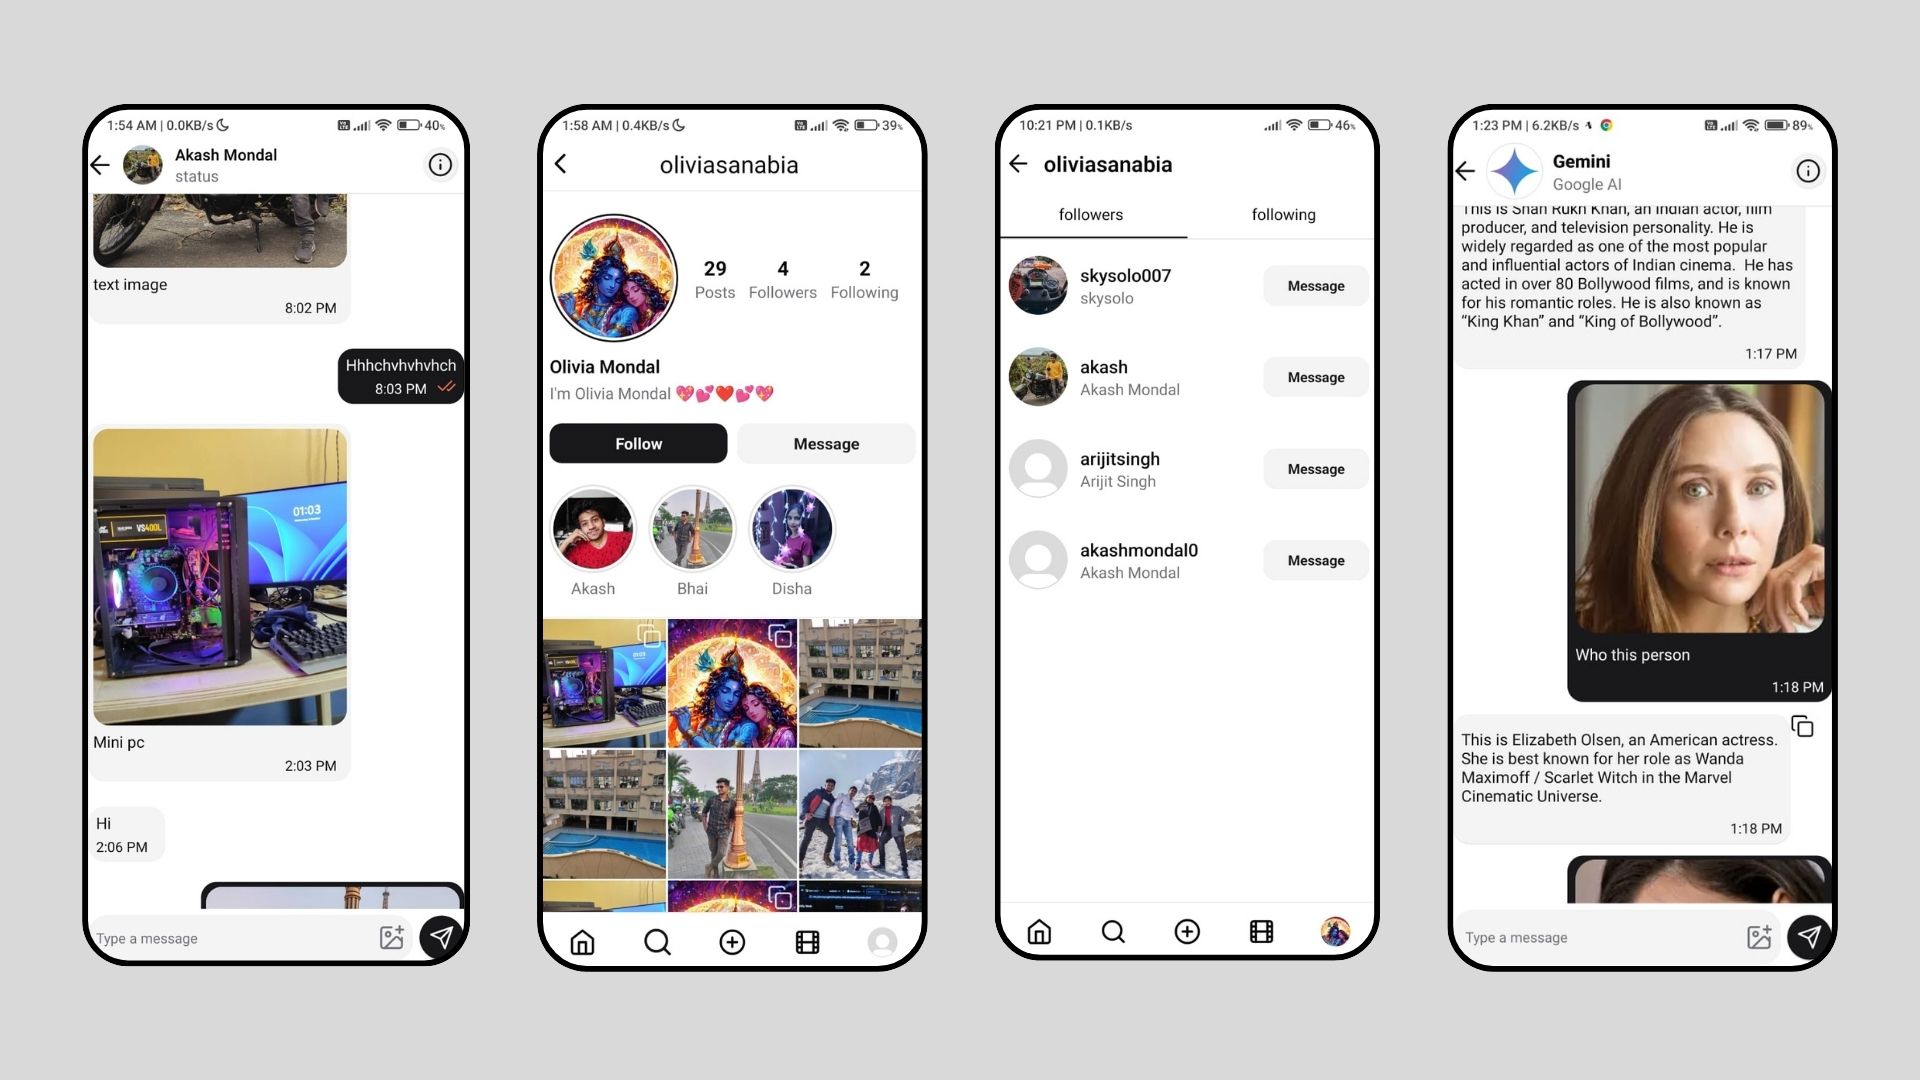 1:54 AM | 0.0KB/s
40%
Akash Mondal
status
text image
8:02 PM
Hhhchvhvhvhch
8:03 PM
VS400L
01:03
Mini pc
2:03 PM
Hi
2:06 PM
Type a message
1:58 AM | 0.4KB/s
39%
oliviasanabia
29
4
2
Posts
Followers
Following
Olivia Mondal
I'm Olivia Mondal 💖💕❤️💕💖
Follow
Message
Akash
Bhai
Disha
10:21 PM | 0.1KB/s
46%
oliviasanabia
followers
following
skysolo007
skysolo
Message
akash
Akash Mondal
Message
arijitsingh
Arijit Singh
Message
akashmondal0
Akash Mondal
Message
1:23 PM | 6.2KB/s
89%
Gemini
Google AI
This is Shah Rukh Khan, an Indian actor, film
producer, and television personality. He is
widely regarded as one of the most popular
and influential actors of Indian cinema.  He has
acted in over 80 Bollywood films, and is known
for his romantic roles. He is also known as
“King Khan” and “King of Bollywood”.
1:17 PM
Who this person
1:18 PM
This is Elizabeth Olsen, an American actress.
She is best known for her role as Wanda
Maximoff / Scarlet Witch in the Marvel
Cinematic Universe.
1:18 PM
Type a message